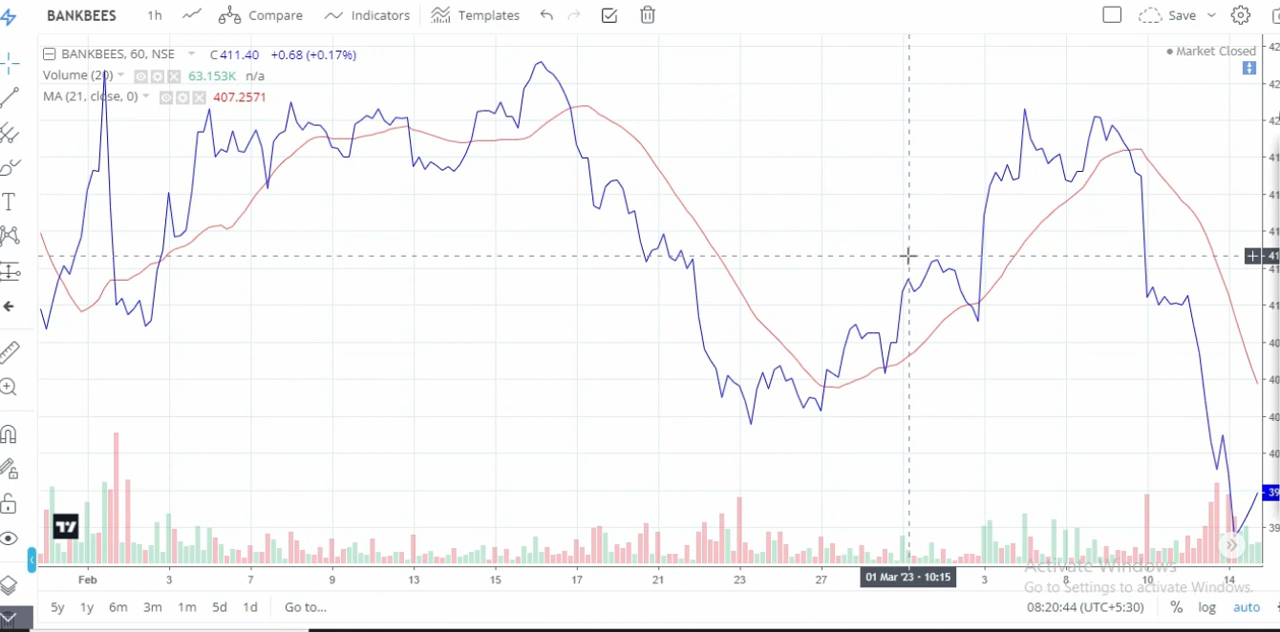 BANKBEES 1h Compare Indicators Templates Save
BANKBEES, 60, NSE C 411.40 +0.68 (+0.17%)
Market Closed
Volume (20) 63.153K n/a
MA (21, close, 0) 407.2571
T
Feb 3 7 9 13 15 17 21 23 27 01 Mar '23 - 10:15 3 8 10 14
Activate Windows
Go to Settings to activate Windows.
5y 1y 6m 3m 1m 5d 1d Go to... 08:20:44 (UTC+5:30) % log auto